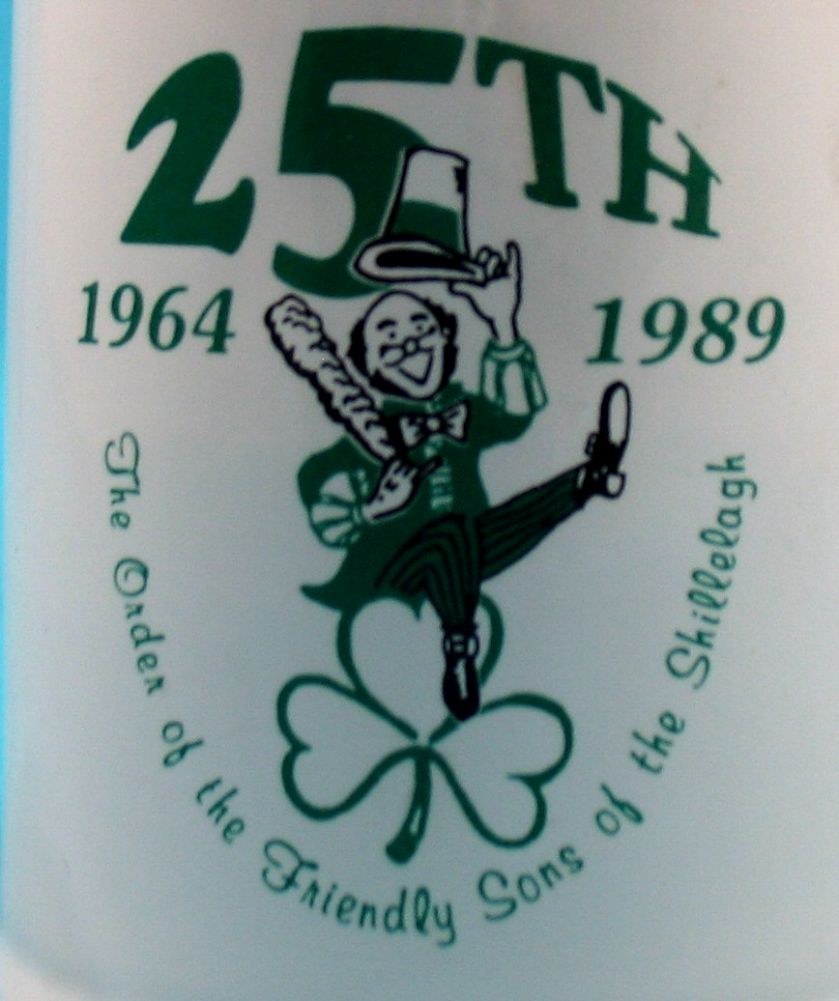 25TH
1964 1989
The Order of the Friendly Sons of the Shillelagh